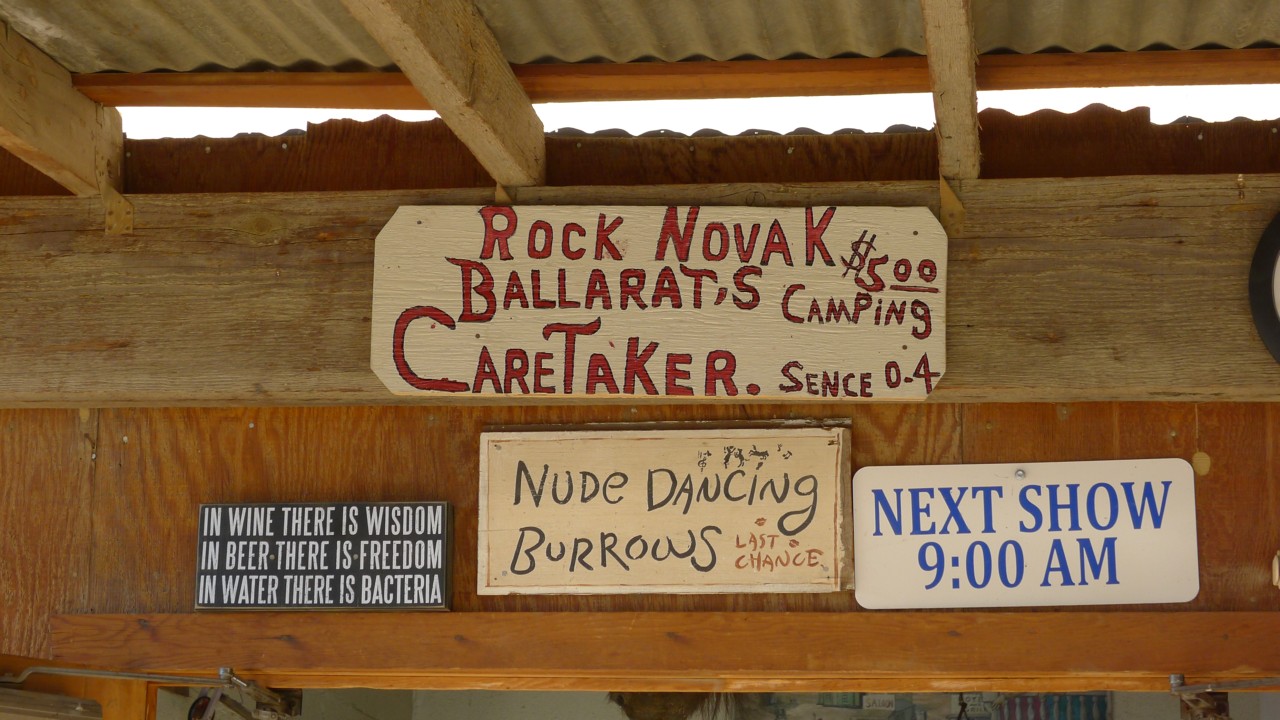 ROCK NOVAK
BALLARAT'S
CARETAKER.
$5.00
CAMPING
SENCE 0-4
IN WINE THERE IS WISDOM
IN BEER THERE IS FREEDOM
IN WATER THERE IS BACTERIA
NUDE DANCING
BURROWS
LAST
CHANCE
NEXT SHOW
9:00 AM